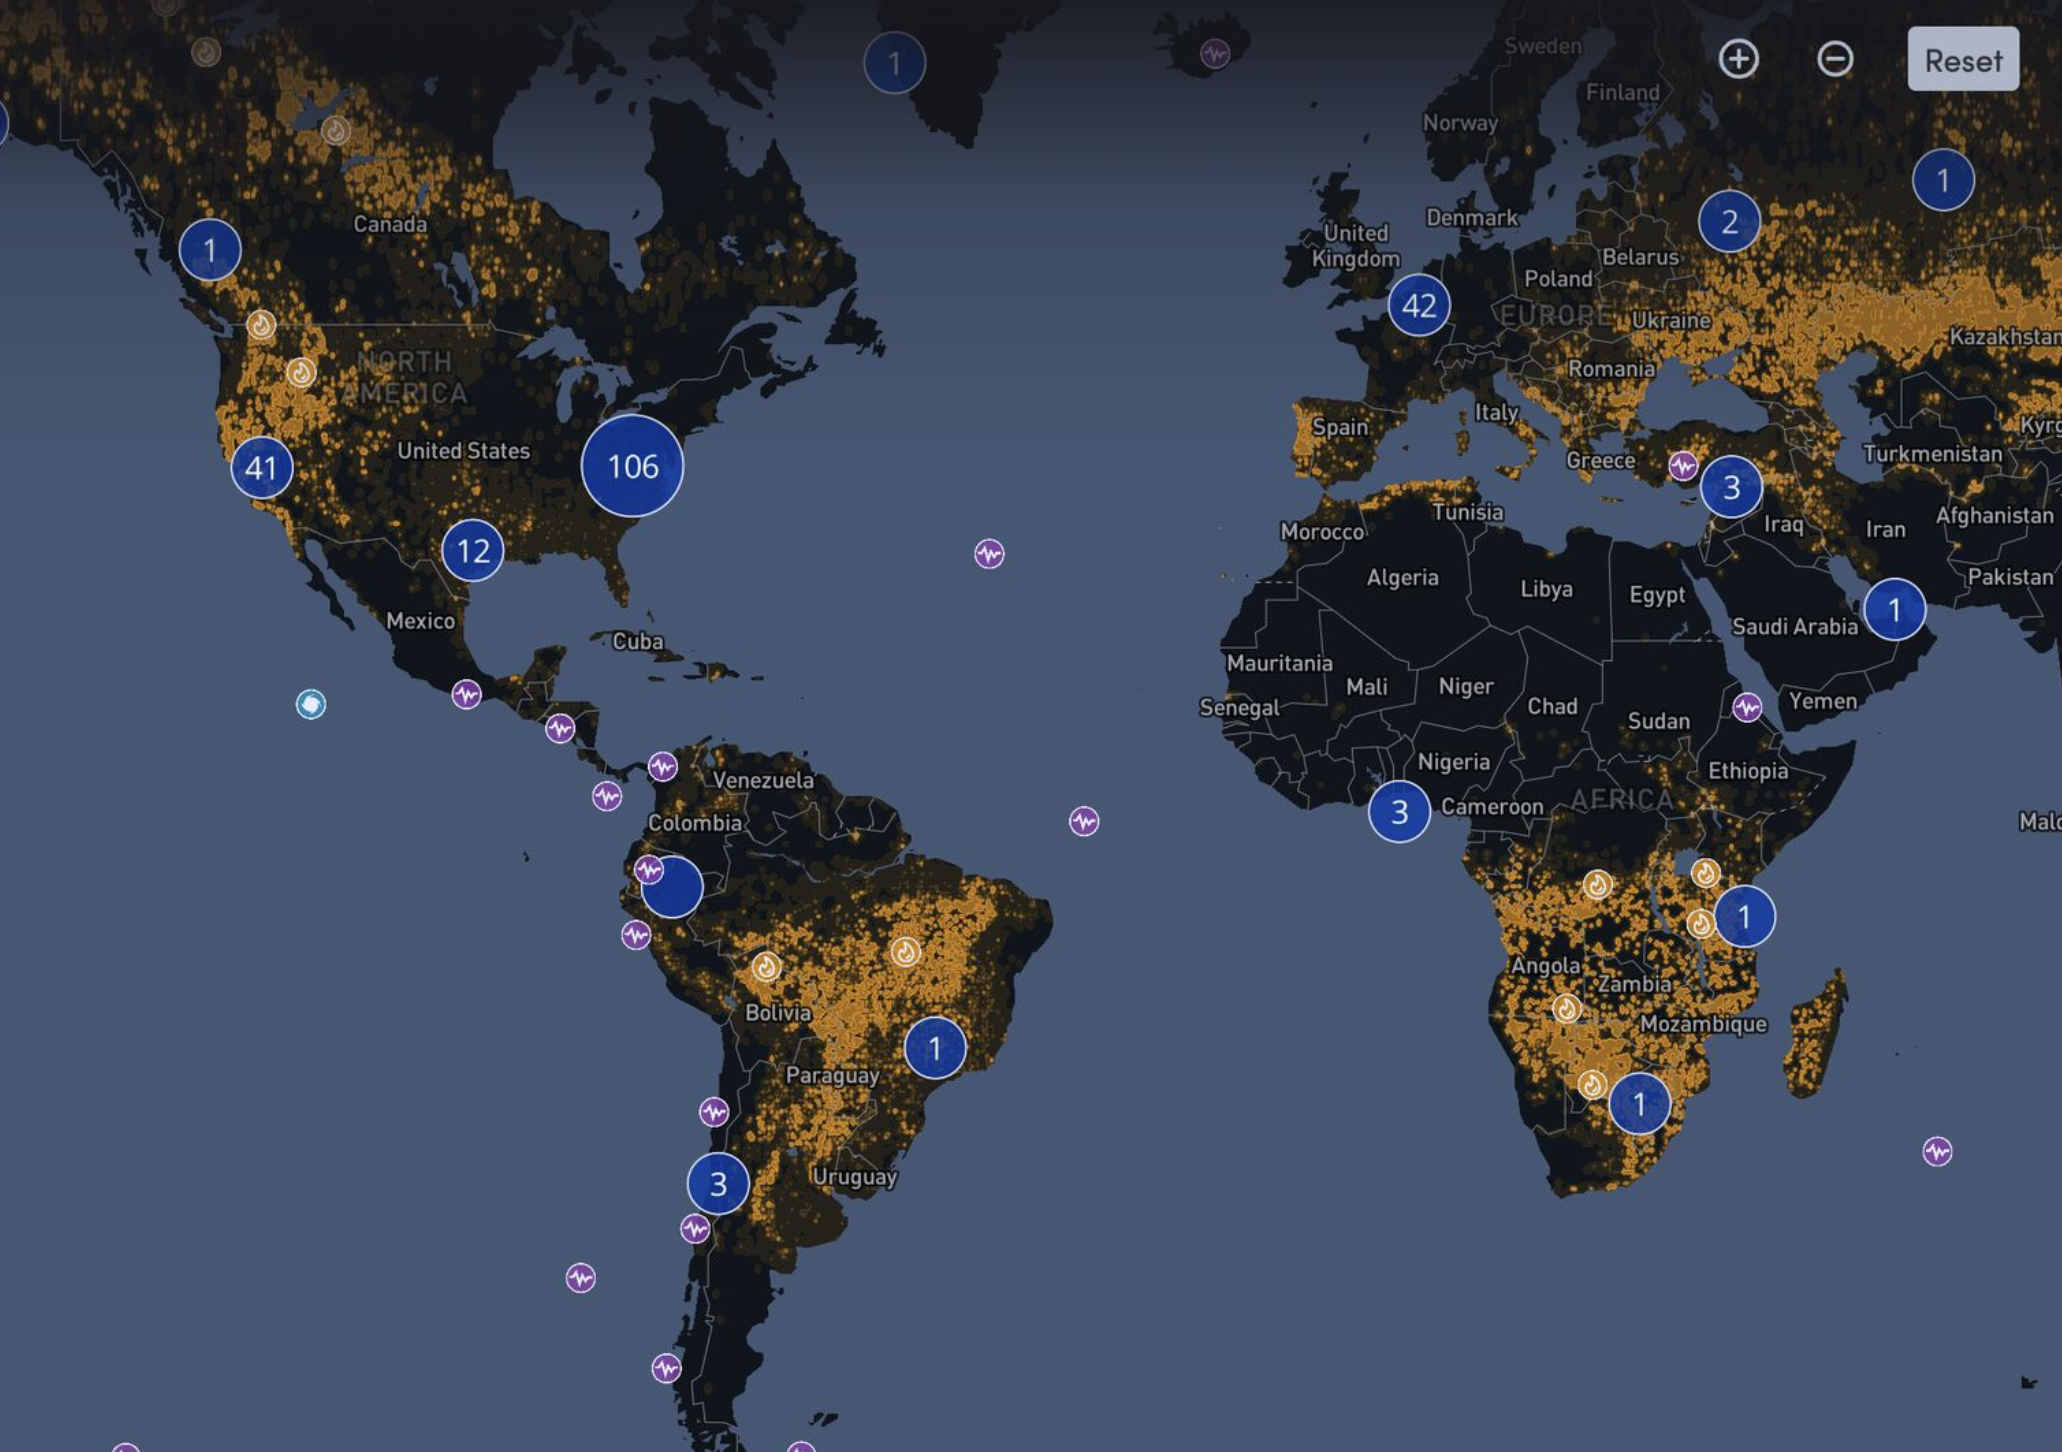 Reset
1
Sweden
Finland
Norway
1
2
Canada
Denmark
United
Kingdom
1
Belarus
Poland
42
EUROPE
Ukraine
Kazakhstan
NORTH
AMERICA
Romania
Italy
Spain
United States
106
41
Greece
Turkmenistan
3
Tunisia
Morocco
Iraq
Iran
Afghanistan
12
Algeria
Libya
Egypt
Pakistan
1
Mexico
Cuba
Saudi Arabia
Mauritania
Mali
Niger
Chad
Senegal
Sudan
Yemen
Nigeria
Ethiopia
Venezuela
Colombia
3
Cameroon
AFRICA
1
Angola
Zambia
Bolivia
Mozambique
1
Paraguay
1
Uruguay
3